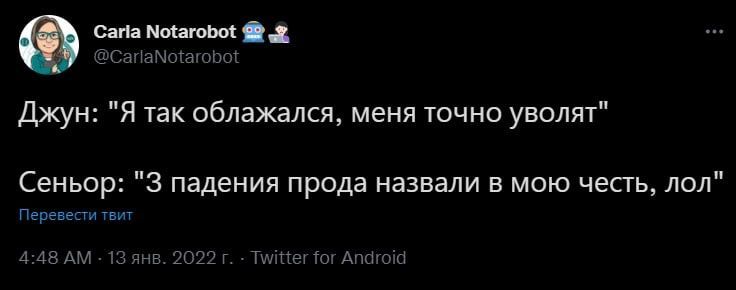 Carla Notarobot 🤖👩🏻‍💻
@CarlaNotarobot
Джун: "Я так облажался, меня точно уволят"
Сеньор: "3 падения прода назвали в мою честь, лол"
Перевести твит
4:48 AM · 13 янв. 2022 г. · Twitter for Android